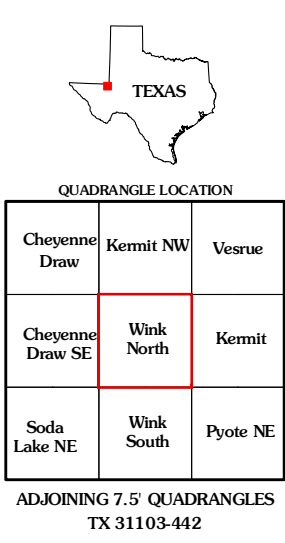 TEXAS
QUADRANGLE LOCATION
Cheyenne
Draw
Kermit NW
Vesrue
Cheyenne
Draw SE
Wink
North
Kermit
Soda
Lake NE
Wink
South
Pyote NE
ADJOINING 7.5' QUADRANGLES
TX 31103-442